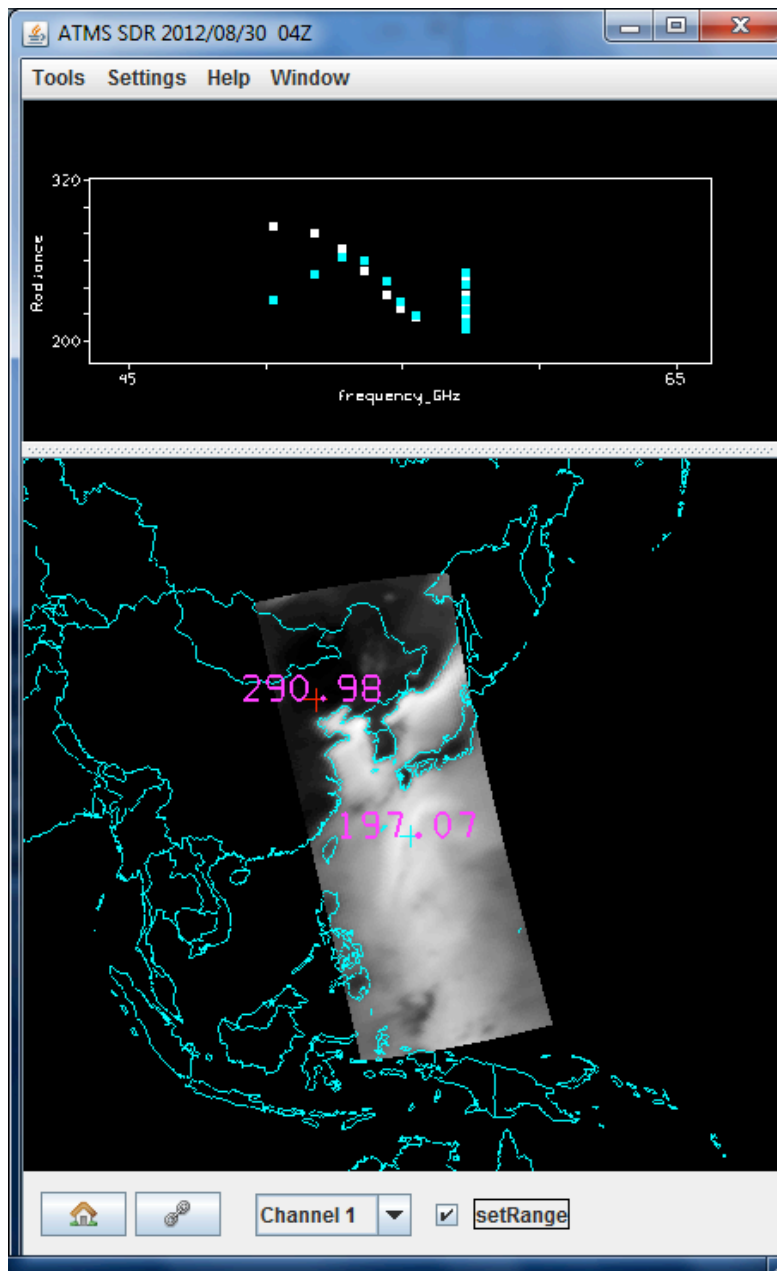 ATMS SDR 2012/08/30 04Z
Tools Settings Help Window
320
Radiance
200
45
65
frequency_GHz
290.98
197.07
Channel 1
setRange